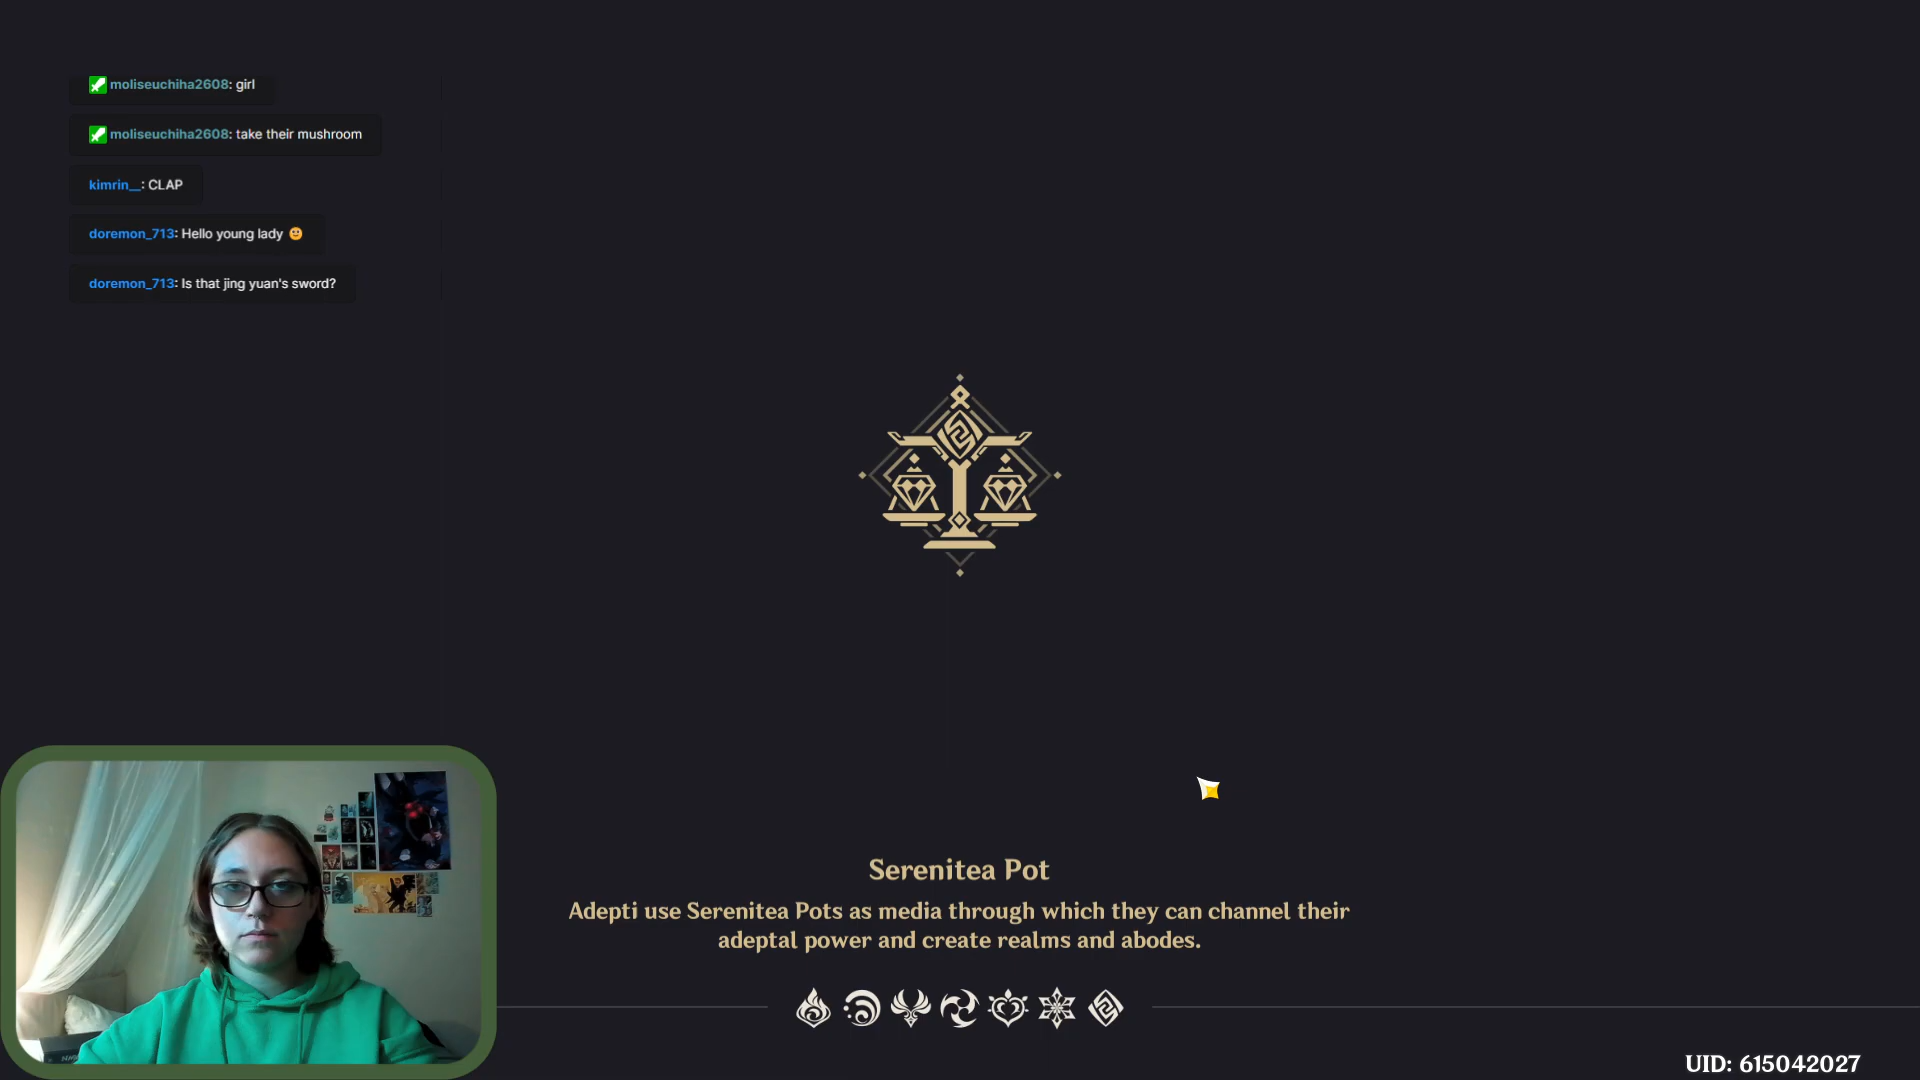 moliseuchiha2608: girl
moliseuchiha2608: take their mushroom
kimrin__: CLAP
doremon_713: Hello young lady 🙂
doremon_713: Is that jing yuan's sword?
Serenitea Pot
Adepti use Serenitea Pots as media through which they can channel their
adeptal power and create realms and abodes.
UID: 615042027